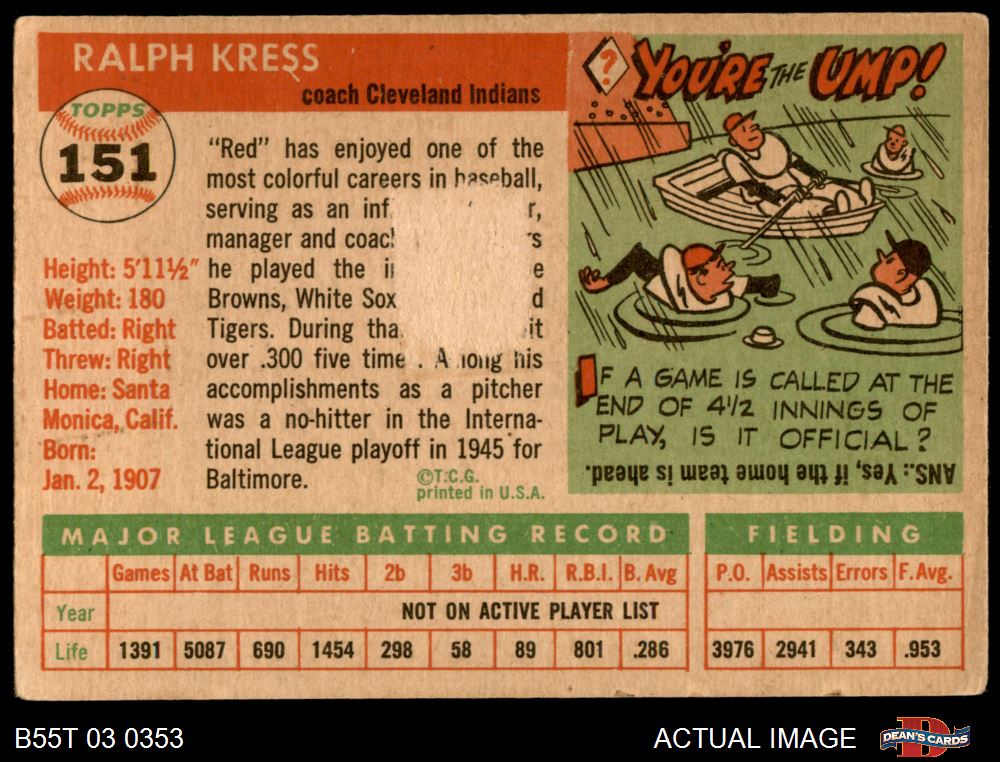 RALPH KRESS
coach Cleveland Indians
TOPPS
151
Height: 5'11½"
Weight: 180
Batted: Right
Threw: Right
Home: Santa
Monica, Calif.
Born:
Jan. 2, 1907
"Red" has enjoyed one of the
most colorful careers in baseball,
serving as an
manager and
he played the
Browns, White Sox
Tigers. During
over .300 five time . Among his
accomplishments as a pitcher
was a no-hitter in the Interna-
tional League playoff in 1945 for
Baltimore.
©T.C.G.
printed in U.S.A.
?
YOU'RE THE UMP!
IF A GAME IS CALLED AT THE
END OF 4 1/2 INNINGS OF
PLAY, IS IT OFFICIAL?
ANS.: Yes, if the home team is ahead.
MAJOR LEAGUE BATTING RECORD
Games At Bat Runs Hits 2b 3b H.R. R.B.I. B. Avg
Year NOT ON ACTIVE PLAYER LIST
Life 1391 5087 690 1454 298 58 89 801 .286
FIELDING
P.O. Assists Errors F.Avg.
3976 2941 343 .953
B55T 03 0353
ACTUAL IMAGE
D
DEAN'S CARDS